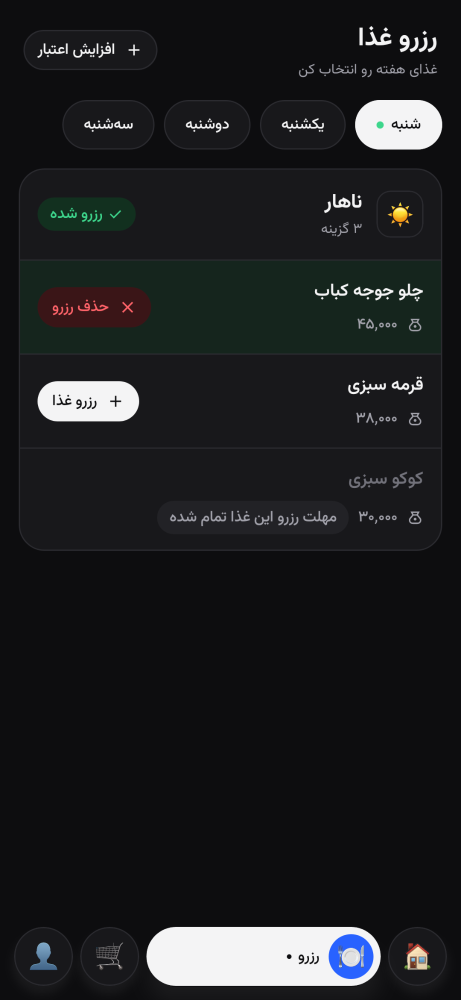 رزرو غذا
افزایش اعتبار
غذای هفته رو انتخاب کن
شنبه
یکشنبه
دوشنبه
سه‌شنبه
ناهار
رزرو شده
۳ گزینه
چلو جوجه کباب
حذف رزرو
۴۵,۰۰۰
قرمه سبزی
رزرو غذا
۳۸,۰۰۰
کوکو سبزی
۳۰,۰۰۰ مهلت رزرو این غذا تمام شده
رزرو